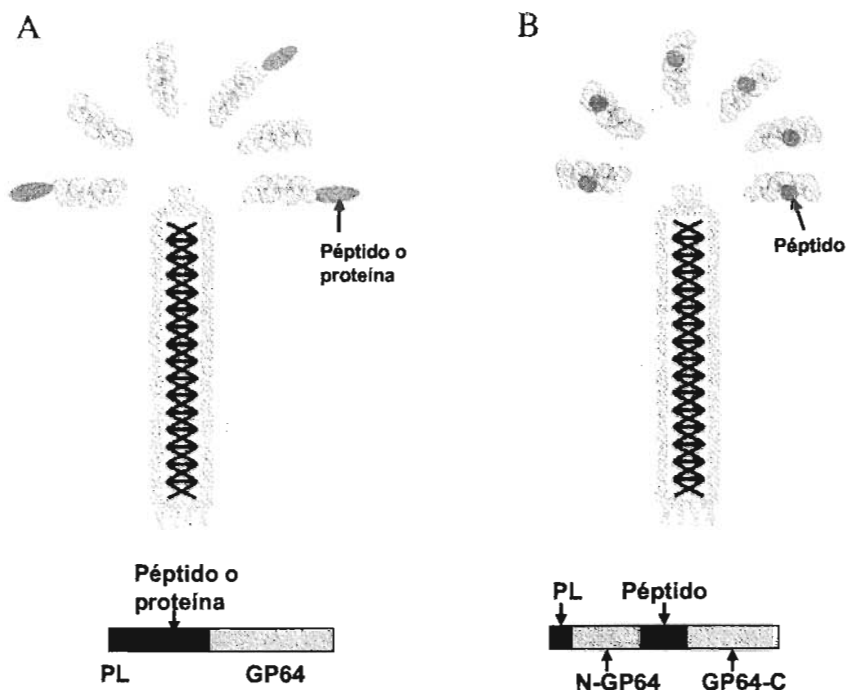 A
Péptido o
proteína
Péptido o
proteína
PL GP64
B
Péptido
PL Péptido
N-GP64 GP64-C